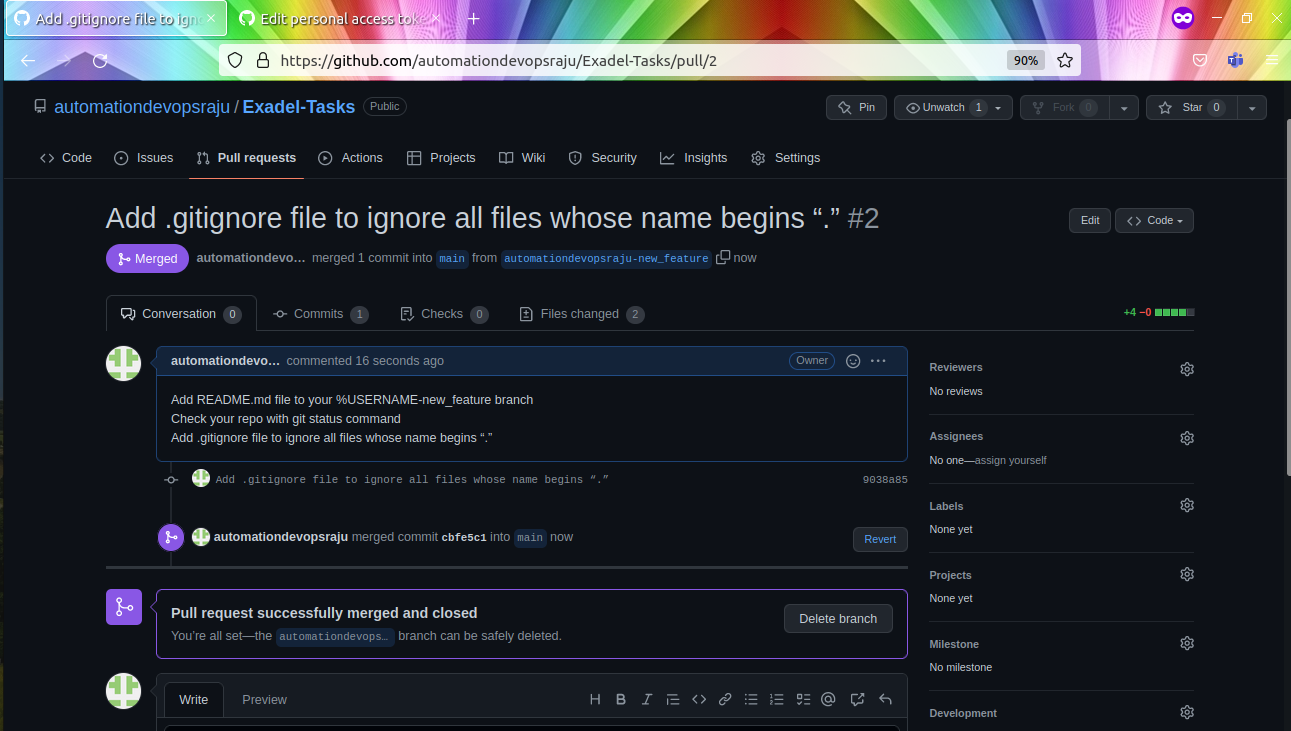 Add .gitignore file to ign
Edit personal access toke
https://github.com/automationdevopsraju/Exadel-Tasks/pull/2
90%
automationdevopsraju / Exadel-Tasks Public
Pin
Unwatch 1
Fork 0
Star 0
Code
Issues
Pull requests
Actions
Projects
Wiki
Security
Insights
Settings
Add .gitignore file to ignore all files whose name begins “.” #2
Edit
Code
Merged automationdevo… merged 1 commit into main from automationdevopsraju-new_feature now
Conversation 0
Commits 1
Checks 0
Files changed 2
+4 −0
automationdevo… commented 16 seconds ago
Owner
Add README.md file to your %USERNAME-new_feature branch
Check your repo with git status command
Add .gitignore file to ignore all files whose name begins “.”
Add .gitignore file to ignore all files whose name begins “.” 9038a85
automationdevopsraju merged commit cbfe5c1 into main now
Revert
Pull request successfully merged and closed
You’re all set—the automationdevops… branch can be safely deleted.
Delete branch
Write
Preview
Reviewers
No reviews
Assignees
No one—assign yourself
Labels
None yet
Projects
None yet
Milestone
No milestone
Development